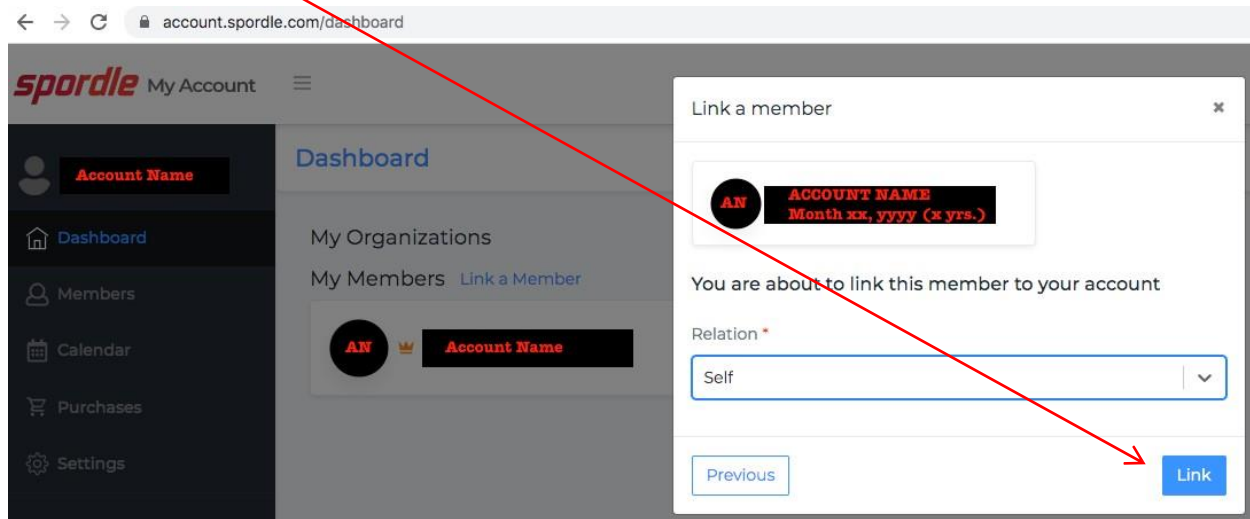 account.spordle.com/dashboard
spordle My Account
Account Name
Dashboard
Members
Calendar
Purchases
Settings
Dashboard
My Organizations
My Members Link a Member
AN Account Name
Link a member
AN ACCOUNT NAME
Month xx, yyyy (x yrs.)
You are about to link this member to your account
Relation *
Self
Previous Link